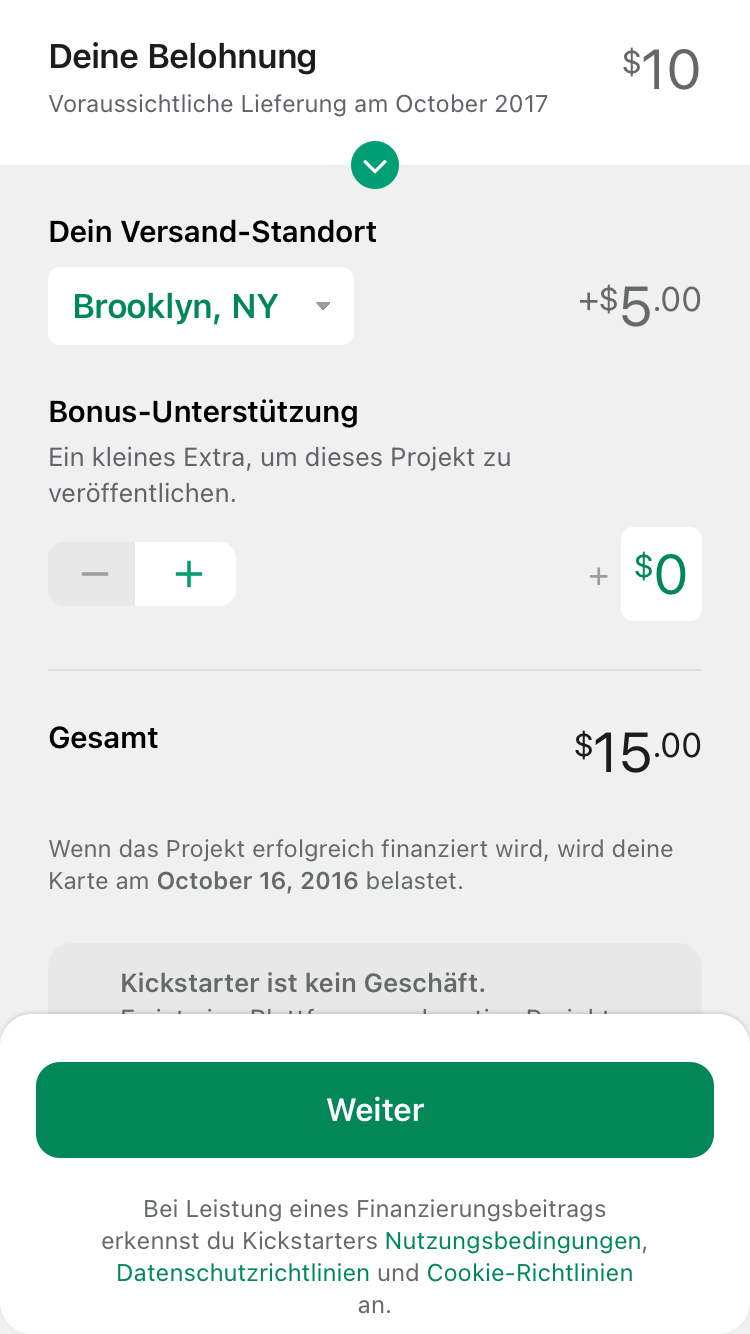 Deine Belohnung
$10
Voraussichtliche Lieferung am October 2017
Dein Versand-Standort
Brooklyn, NY
+$5.00
Bonus-Unterstützung
Ein kleines Extra, um dieses Projekt zu
veröffentlichen.
− +
+ $0
Gesamt
$15.00
Wenn das Projekt erfolgreich finanziert wird, wird deine
Karte am October 16, 2016 belastet.
Kickstarter ist kein Geschäft.
Weiter
Bei Leistung eines Finanzierungsbeitrags
erkennst du Kickstarters Nutzungsbedingungen,
Datenschutzrichtlinien und Cookie-Richtlinien
an.